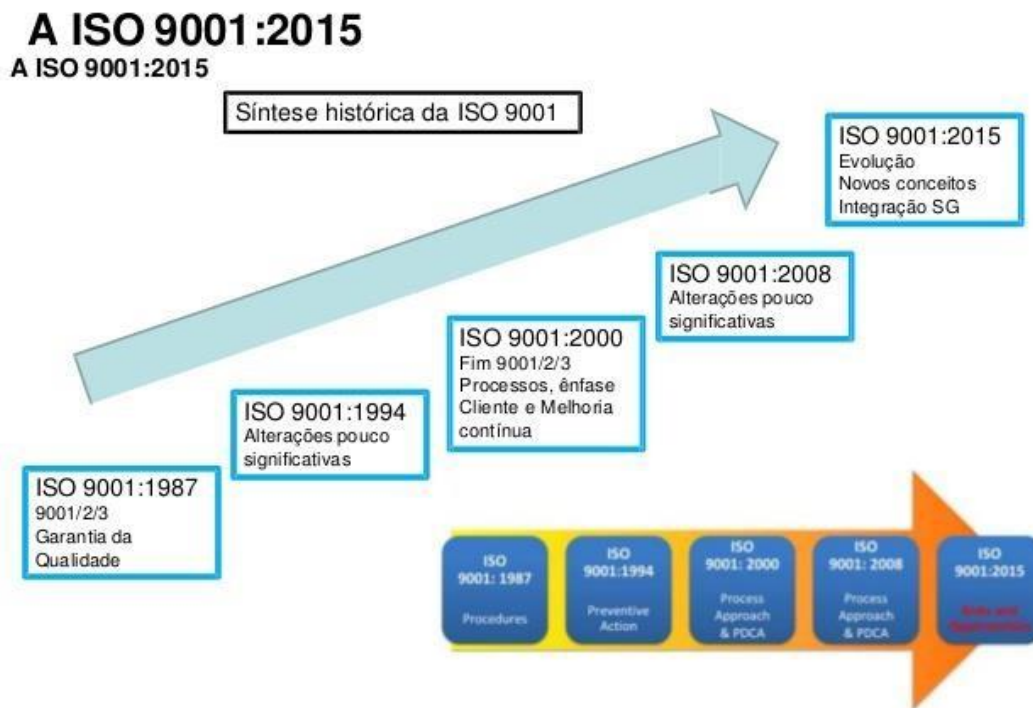 A ISO 9001:2015
A ISO 9001:2015
Síntese histórica da ISO 9001
ISO 9001:2015
Evolução
Novos conceitos
Integração SG
ISO 9001:2008
Alterações pouco
significativas
ISO 9001:2000
Fim 9001/2/3
Processos, ênfase
Cliente e Melhoria
contínua
ISO 9001:1994
Alterações pouco
significativas
ISO 9001:1987
9001/2/3
Garantia da
Qualidade
ISO
9001: 1987
Procedures
ISO
9001:1994
Preventive
Action
ISO
9001: 2000
Process
Approach
& PDCA
ISO
9001: 2008
Process
Approach
& PDCA
ISO
9001:2015